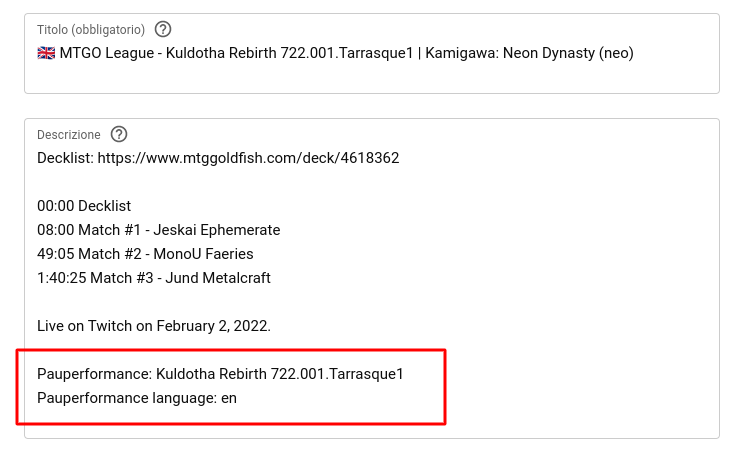 Titolo (obbligatorio)
🇬🇧 MTGO League - Kuldotha Rebirth 722.001.Tarrasque1 | Kamigawa: Neon Dynasty (neo)
Descrizione
Decklist: https://www.mtggoldfish.com/deck/4618362
00:00 Decklist
08:00 Match #1 - Jeskai Ephemerate
49:05 Match #2 - MonoU Faeries
1:40:25 Match #3 - Jund Metalcraft
Live on Twitch on February 2, 2022.
Pauperformance: Kuldotha Rebirth 722.001.Tarrasque1
Pauperformance language: en